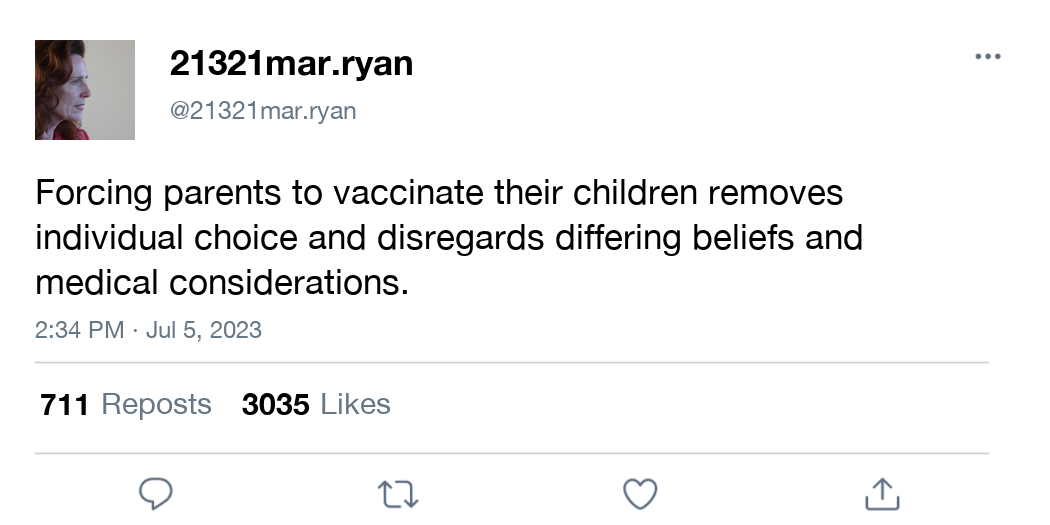 21321mar.ryan
@21321mar.ryan
Forcing parents to vaccinate their children removes
individual choice and disregards differing beliefs and
medical considerations.
2:34 PM · Jul 5, 2023
711 Reposts 3035 Likes